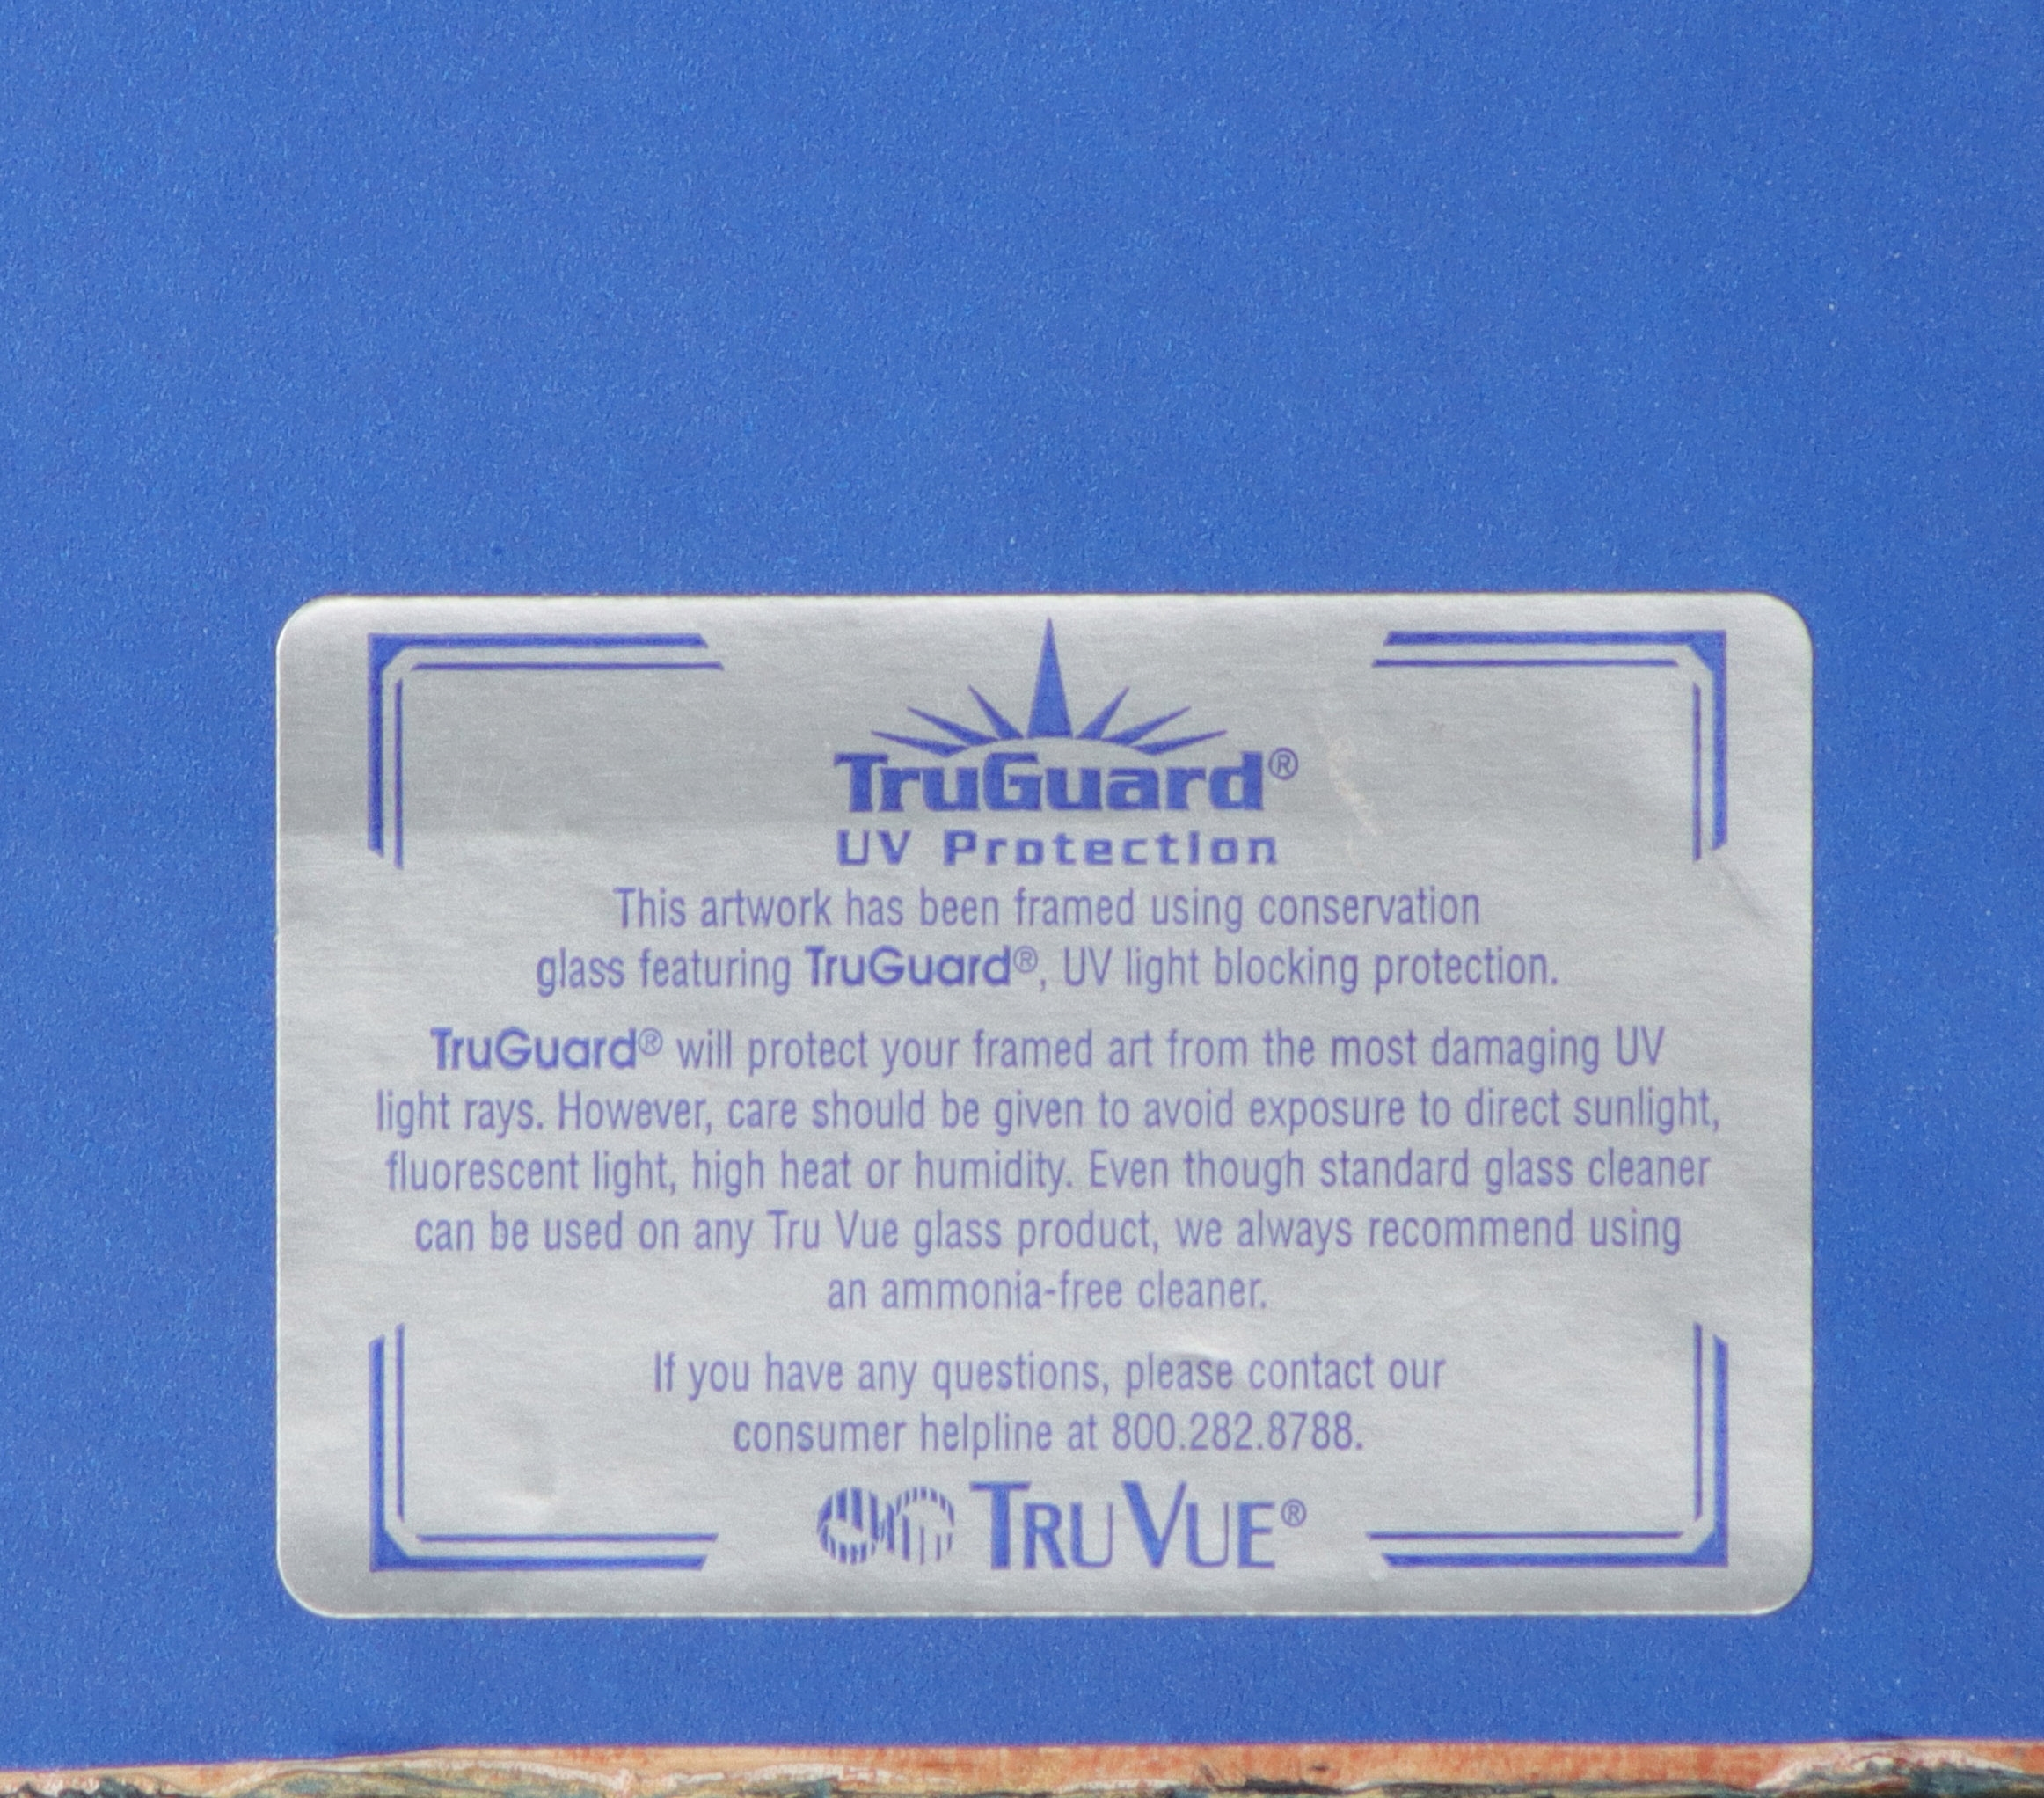 TruGuard®
UV Protection
This artwork has been framed using conservation
glass featuring TruGuard®, UV light blocking protection.
TruGuard® will protect your framed art from the most damaging UV
light rays. However, care should be given to avoid exposure to direct sunlight,
fluorescent light, high heat or humidity. Even though standard glass cleaner
can be used on any Tru Vue glass product, we always recommend using
an ammonia-free cleaner.
If you have any questions, please contact our
consumer helpline at 800.282.8788.
TRU VUE®